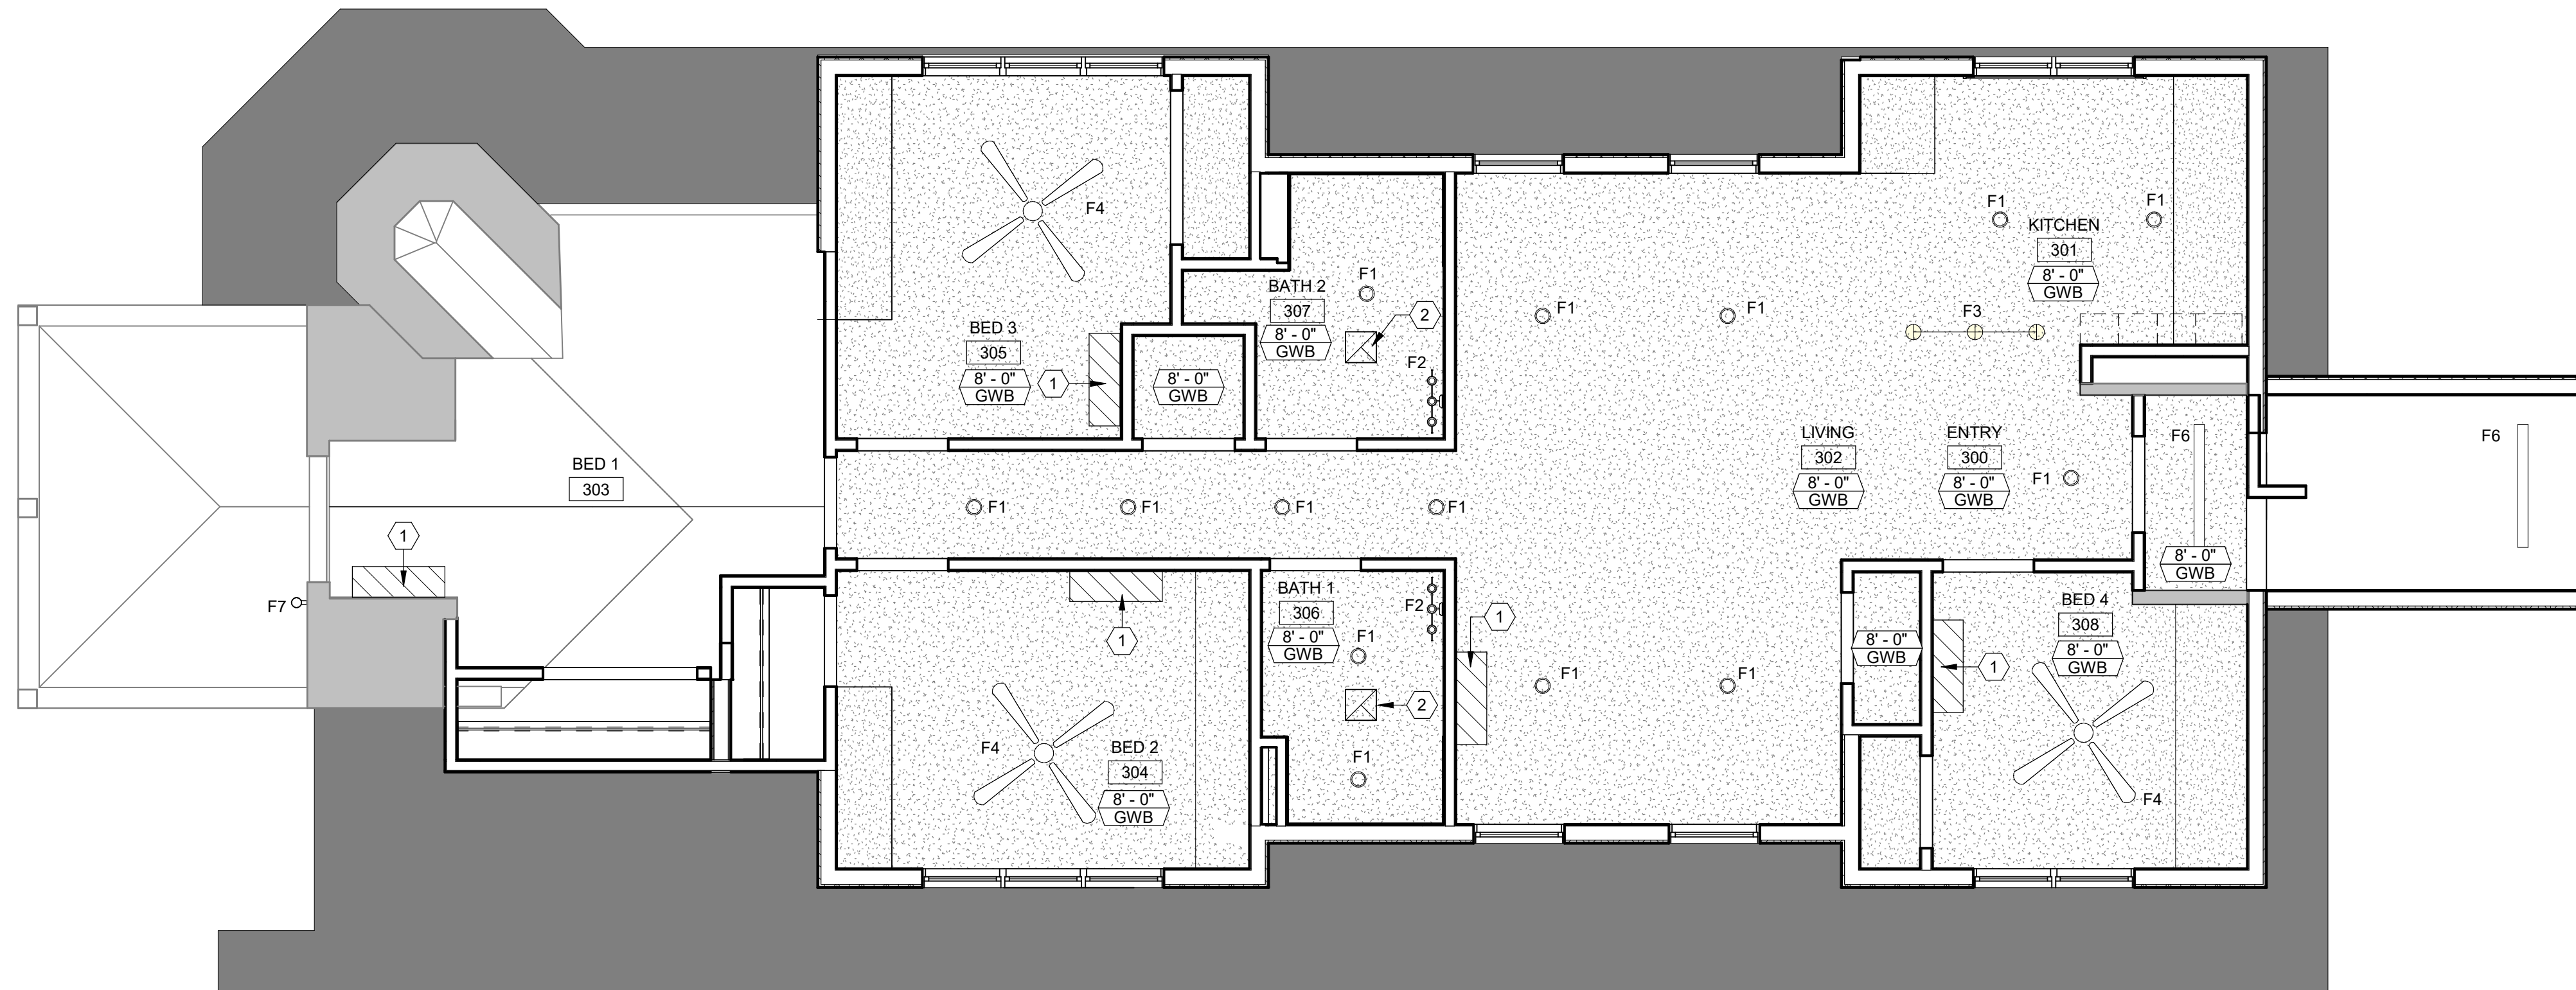 F1
F1
KITCHEN
301
8' - 0"
GWB
F4
F1
BATH 2
307
8' - 0"
GWB
2
F2
F1
F1
F3
BED 3
305
8' - 0"
GWB
1
8' - 0"
GWB
BED 1
303
1
F7
F1
F1
F1
F1
LIVING
302
8' - 0"
GWB
ENTRY
300
8' - 0"
GWB
F1
F6
8' - 0"
GWB
F6
1
F4
BED 2
304
8' - 0"
GWB
BATH 1
306
8' - 0"
GWB
F1
F2
2
F1
1
F1
F1
8' - 0"
GWB
1
BED 4
308
8' - 0"
GWB
F4